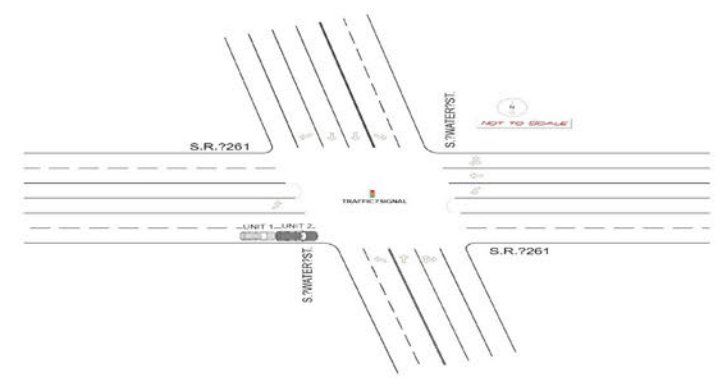 S.?WATER?ST.
N
NOT TO SCALE
S.R.?261
TRAFFIC?SIGNAL
UNIT 1
UNIT 2
S.?WATER?ST.
S.R.?261